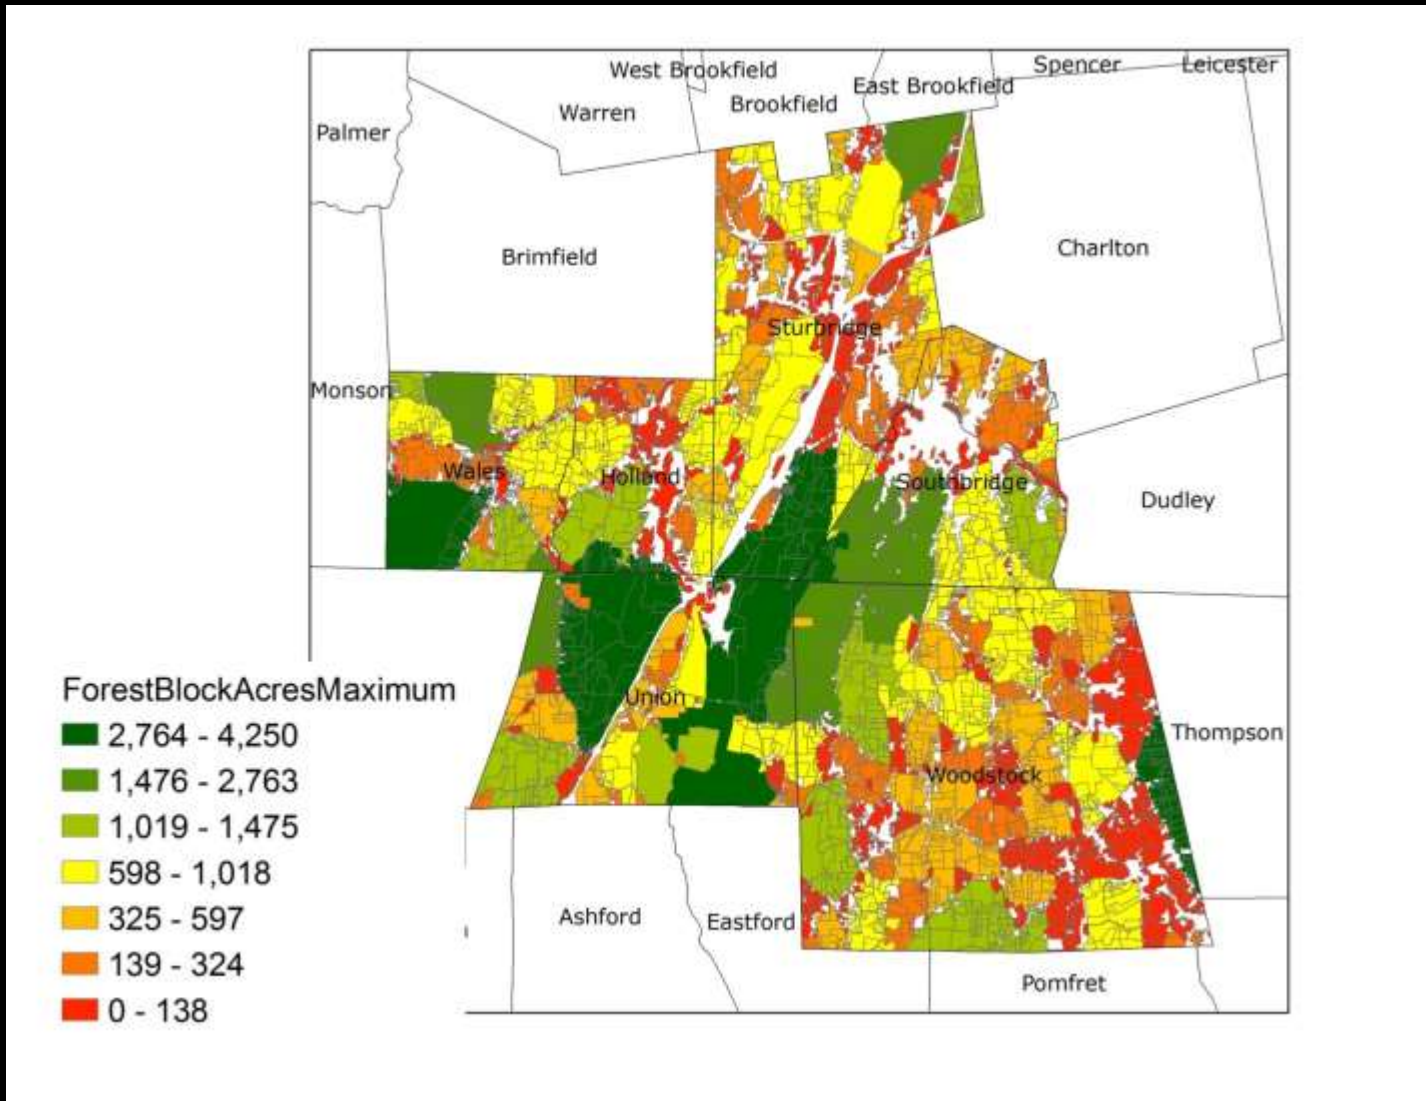 West Brookfield
Spencer
Leicester
East Brookfield
Brookfield
Warren
Palmer
Brimfield
Charlton
Sturbridge
Monson
Wales
Holland
Southbridge
Dudley
Union
Thompson
Woodstock
Ashford
Eastford
Pomfret
ForestBlockAcresMaximum
2,764 - 4,250
1,476 - 2,763
1,019 - 1,475
598 - 1,018
325 - 597
139 - 324
0 - 138